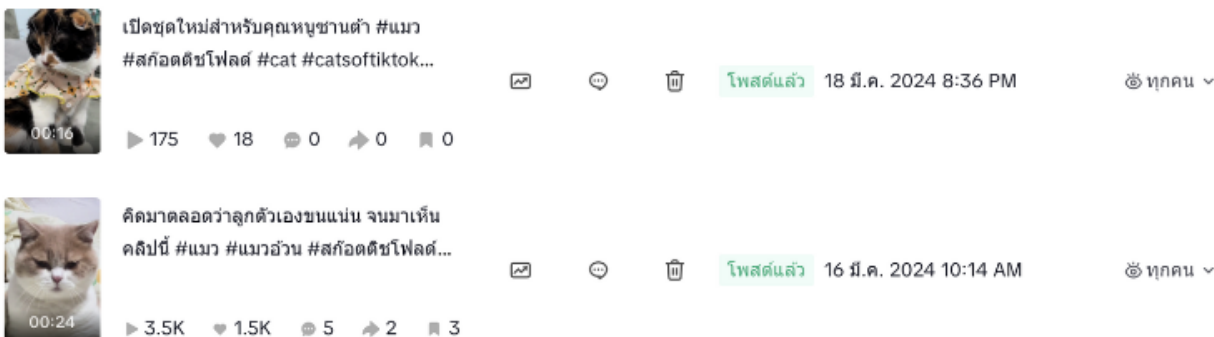 เปิดชุดใหม่สำหรับคุณหนูซานต้า #แมว
#สก๊อตติชโฟลด์ #cat #catsoftiktok...
โพสต์แล้ว 18 มี.ค. 2024 8:36 PM ทุกคน
00:16
175 18 0 0 0
คิดมาตลอดว่าลูกตัวเองขนแน่น จนมาเห็น
คลิปนี้ #แมว #แมวอ้วน #สก๊อตติชโฟลด์...
โพสต์แล้ว 16 มี.ค. 2024 10:14 AM ทุกคน
00:24
3.5K 1.5K 5 2 3